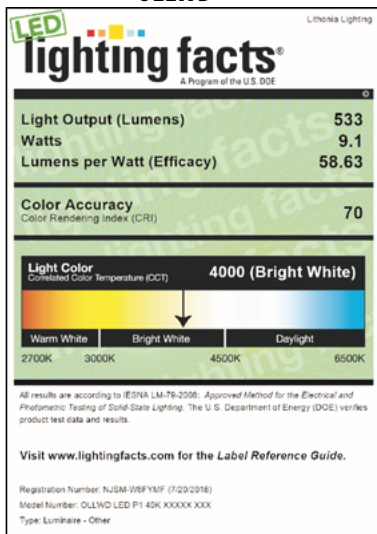 LED
Lithonia Lighting
lighting facts®
A Program of the U.S. DOE
©
Light Output (Lumens) 533
Watts 9.1
Lumens per Watt (Efficacy) 58.63
Color Accuracy 70
Color Rendering Index (CRI)
Light Color 4000 (Bright White)
Correlated Color Temperature (CCT)
Warm White Bright White Daylight
2700K 3000K 4500K 6500K
All results are according to IESNA LM-79-2008: Approved Method for the Electrical and
Photometric Testing of Solid-State Lighting. The U.S. Department of Energy (DOE) verifies
product test data and results.
Visit www.lightingfacts.com for the Label Reference Guide.
Registration Number: NJSM-W8FYMF (7/20/2016)
Model Number: OLLWD LED P1 40K XXXXX XXX
Type: Luminaire - Other